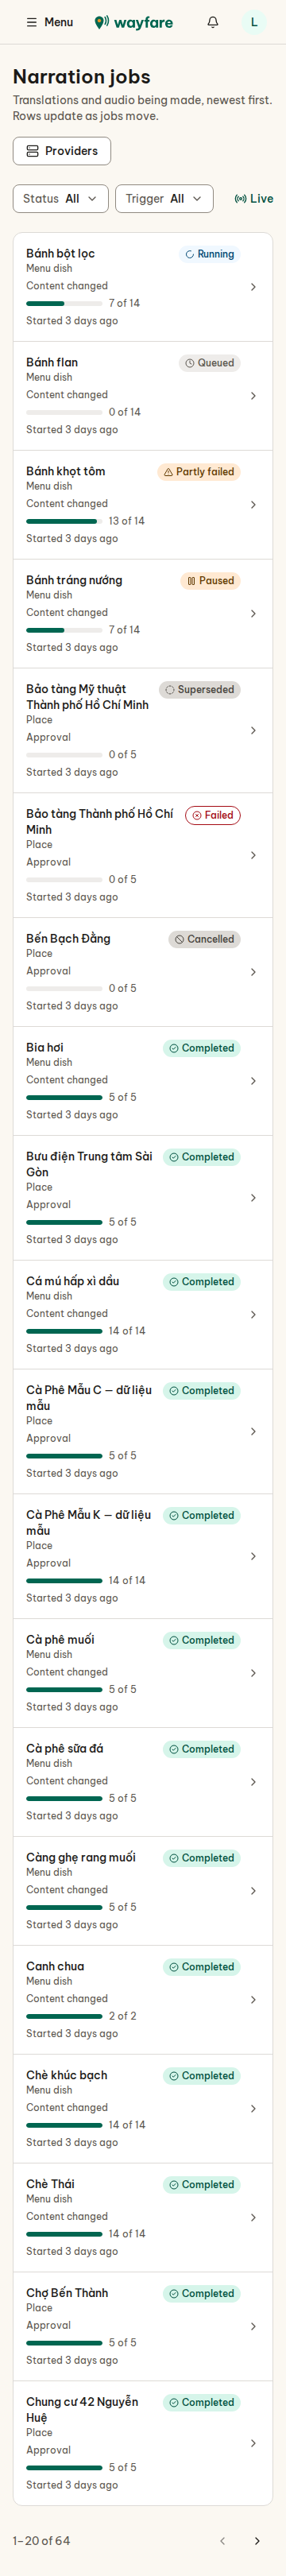 Menu
wayfare
L
Narration jobs
Translations and audio being made, newest first.
Rows update as jobs move.
Providers
Status All
Trigger All
Live
Bánh bột lọc
Running
Menu dish
Content changed
7 of 14
Started 3 days ago
Bánh flan
Queued
Menu dish
Content changed
0 of 14
Started 3 days ago
Bánh khọt tôm
Partly failed
Menu dish
Content changed
13 of 14
Started 3 days ago
Bánh tráng nướng
Paused
Menu dish
Content changed
7 of 14
Started 3 days ago
Bảo tàng Mỹ thuật
Thành phố Hồ Chí Minh
Superseded
Place
Approval
0 of 5
Started 3 days ago
Bảo tàng Thành phố Hồ Chí
Minh
Failed
Place
Approval
0 of 5
Started 3 days ago
Bến Bạch Đằng
Cancelled
Place
Approval
0 of 5
Started 3 days ago
Bia hơi
Completed
Menu dish
Content changed
5 of 5
Started 3 days ago
Bưu điện Trung tâm Sài
Gòn
Completed
Place
Approval
5 of 5
Started 3 days ago
Cá mú hấp xì dầu
Completed
Menu dish
Content changed
14 of 14
Started 3 days ago
Cà Phê Mẫu C — dữ liệu
mẫu
Completed
Place
Approval
5 of 5
Started 3 days ago
Cà Phê Mẫu K — dữ liệu
mẫu
Completed
Place
Approval
14 of 14
Started 3 days ago
Cà phê muối
Completed
Menu dish
Content changed
5 of 5
Started 3 days ago
Cà phê sữa đá
Completed
Menu dish
Content changed
5 of 5
Started 3 days ago
Càng ghẹ rang muối
Completed
Menu dish
Content changed
5 of 5
Started 3 days ago
Canh chua
Completed
Menu dish
Content changed
2 of 2
Started 3 days ago
Chè khúc bạch
Completed
Menu dish
Content changed
14 of 14
Started 3 days ago
Chè Thái
Completed
Menu dish
Content changed
14 of 14
Started 3 days ago
Chợ Bến Thành
Completed
Place
Approval
5 of 5
Started 3 days ago
Chung cư 42 Nguyễn
Huệ
Completed
Place
Approval
5 of 5
Started 3 days ago
1–20 of 64